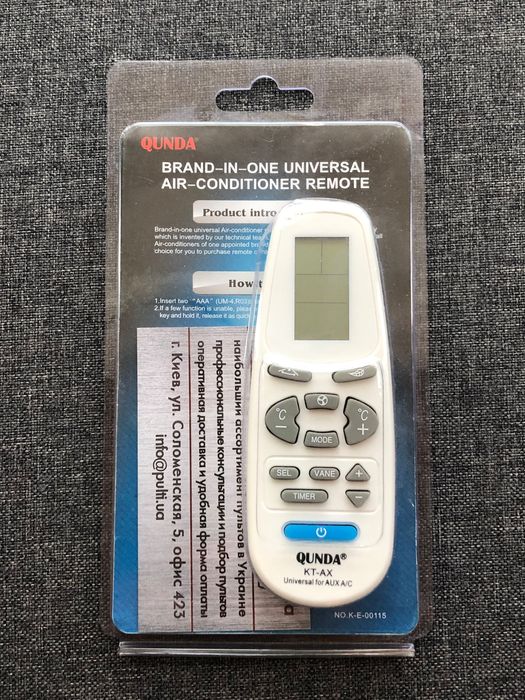 QUNDA®
BRAND-IN-ONE UNIVERSAL
AIR-CONDITIONER REMOTE
Product intro
Brand-in-one universal Air-conditioner
which is invented by our technical
Air-conditioners of one appointed
choice for you to purchase remote
How
1.Insert two "AAA" (UM-4,R03)
2.If a few function is unable,
key and hold it, release it as quick
наибольший ассортимент пультов в Украине
профессиональные консультации и подбор пультов
оперативная доставка и удобная форма оплаты
г. Киев, ул. Соломенская, 5, офис 423
info@pulti.ua
°C
−
°C
+
MODE
SEL
VANE
+
TIMER
−
QUNDA®
KT-AX
Universal for AUX A/C
NO.K-E-00115